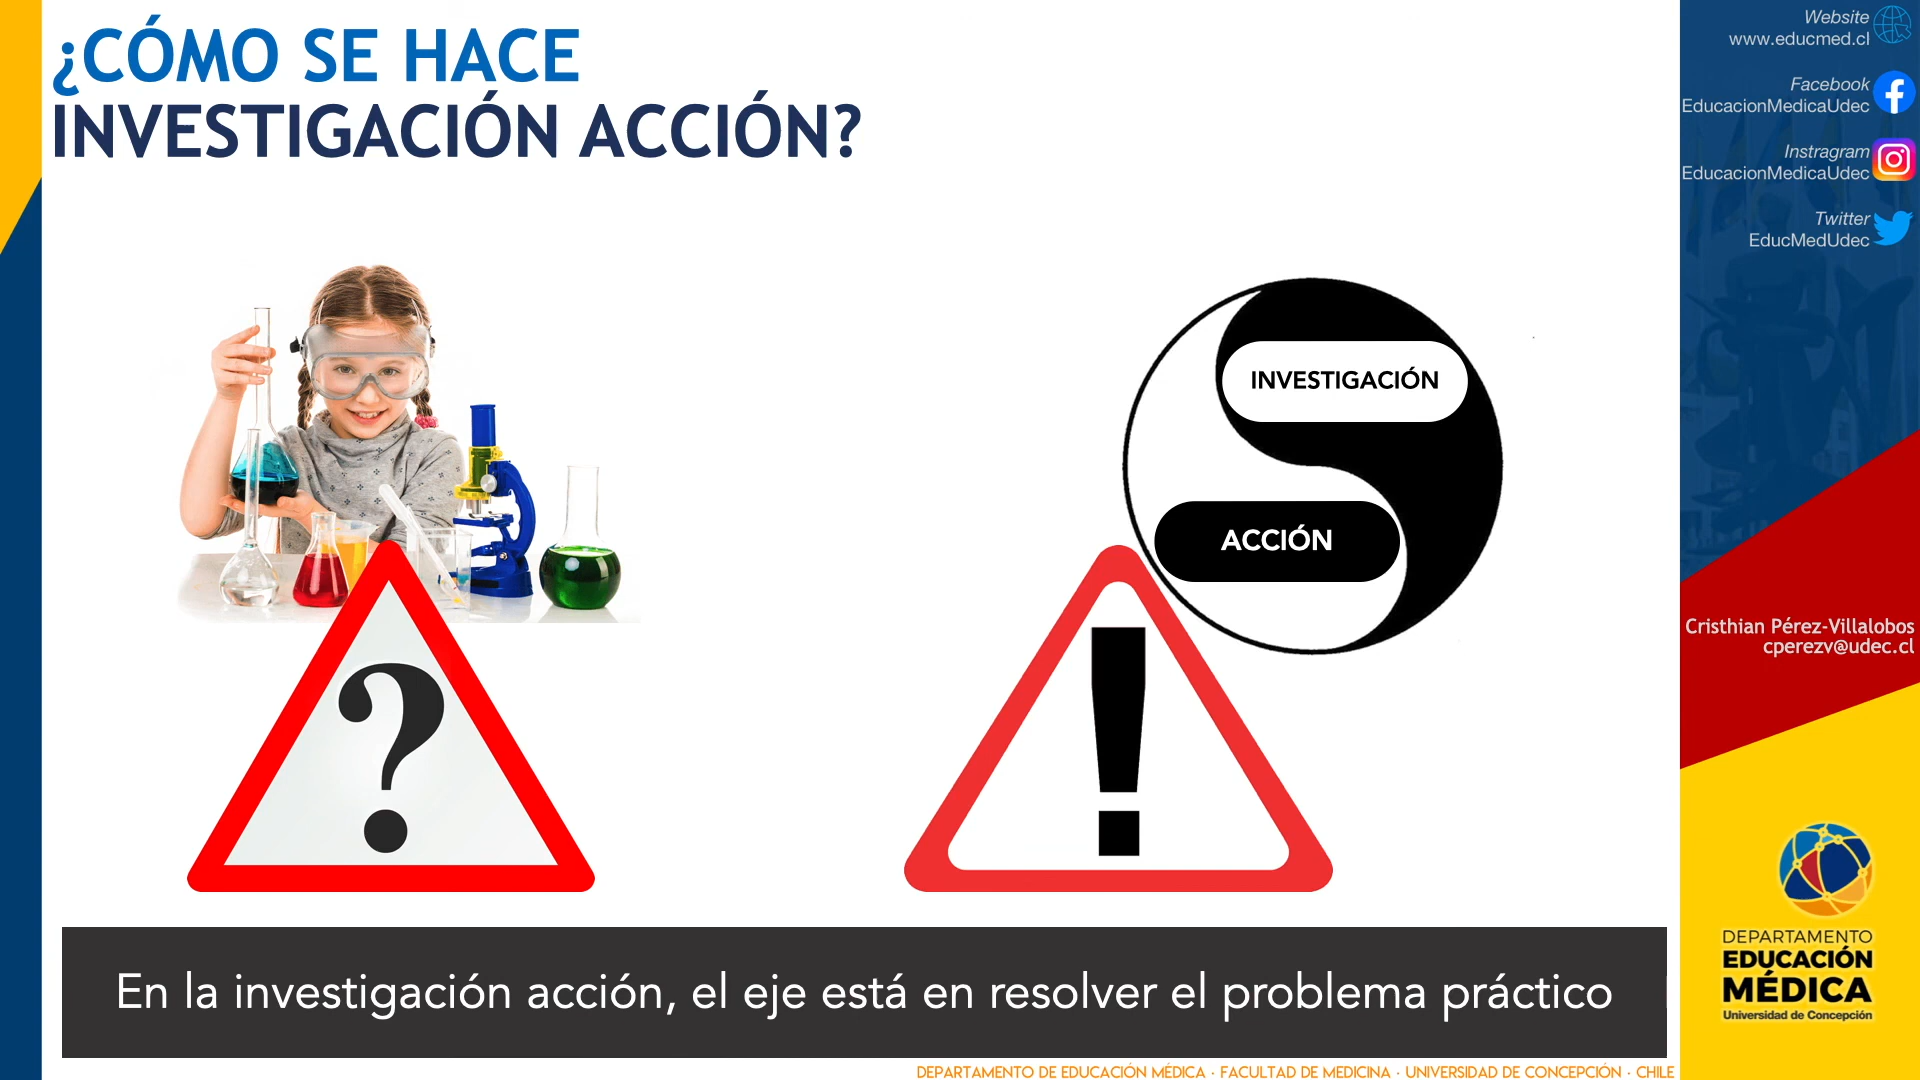 ¿CÓMO SE HACE
INVESTIGACIÓN ACCIÓN?
INVESTIGACIÓN
ACCIÓN
?
!
En la investigación acción, el eje está en resolver el problema práctico
DEPARTAMENTO DE EDUCACIÓN MÉDICA · FACULTAD DE MEDICINA · UNIVERSIDAD DE CONCEPCIÓN · CHILE
Website
www.educmed.cl
Facebook
EducacionMedicaUdec
Instragram
EducacionMedicaUdec
Twitter
EducMedUdec
Cristhian Pérez-Villalobos
cperezv@udec.cl
DEPARTAMENTO
EDUCACIÓN
MÉDICA
Universidad de Concepción